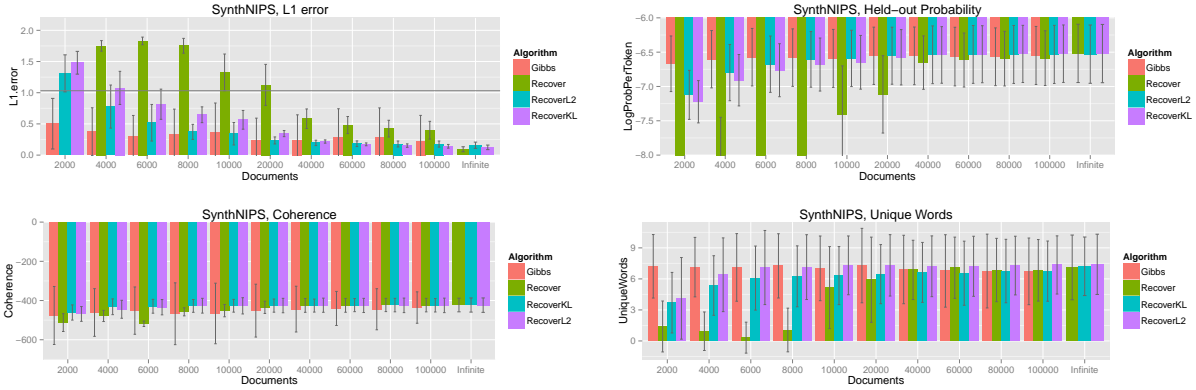 SynthNIPS, L1 error
L1.error
2.0
1.5
1.0
0.5
0.0
2000 4000 6000 8000 10000 20000 40000 60000 80000 100000 Infinite
Documents
Algorithm
Gibbs
Recover
RecoverL2
RecoverKL
SynthNIPS, Held−out Probability
LogProbPerToken
−6.0
−6.5
−7.0
−7.5
−8.0
2000 4000 6000 8000 10000 20000 40000 60000 80000 100000 Infinite
Documents
Algorithm
Gibbs
Recover
RecoverL2
RecoverKL
SynthNIPS, Coherence
Coherence
0
−200
−400
−600
2000 4000 6000 8000 10000 20000 40000 60000 80000 100000 Infinite
Documents
Algorithm
Gibbs
Recover
RecoverKL
RecoverL2
SynthNIPS, Unique Words
UniqueWords
9
6
3
0
2000 4000 6000 8000 10000 20000 40000 60000 80000 100000 Infinite
Documents
Algorithm
Gibbs
Recover
RecoverKL
RecoverL2